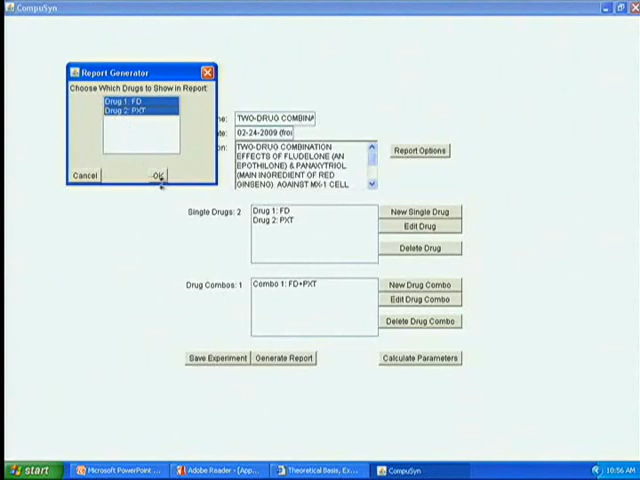 CompuSyn
Report Generator
Choose Which Drugs to Show in Report:
Drug 1: FD
Drug 2: PXT
Cancel
OK
TWO-DRUG COMBINA
02-24-2009 (fro
TWO-DRUG COMBINATION
EFFECTS OF FLUDELONE (AN
EPOTHILONE) & PANAXYTRIOL
(MAIN INGREDIENT OF RED
GINSENG) AGAINST MX-1 CELL
Report Options
Single Drugs: 2
Drug 1: FD
Drug 2: PXT
New Single Drug
Edit Drug
Delete Drug
Drug Combos: 1
Combo 1: FD+PXT
New Drug Combo
Edit Drug Combo
Delete Drug Combo
Save Experiment
Generate Report
Calculate Parameters
start
Microsoft PowerPoint ...
Adobe Reader - [App...
Theoretical Basis, Ex...
CompuSyn
10:56 AM